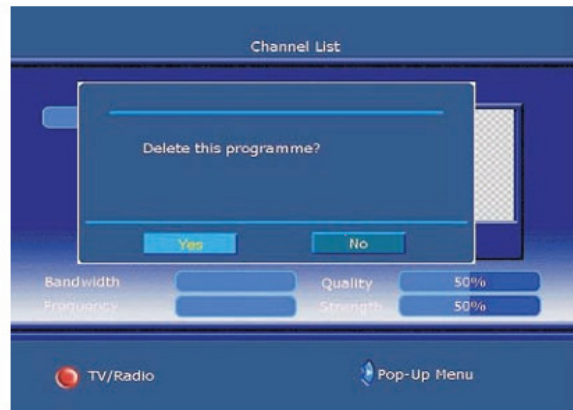 Channel List
Delete this programme?
Yes No
Bandwidth Quality 50%
Frequency Strength 50%
TV/Radio Pop-Up Menu